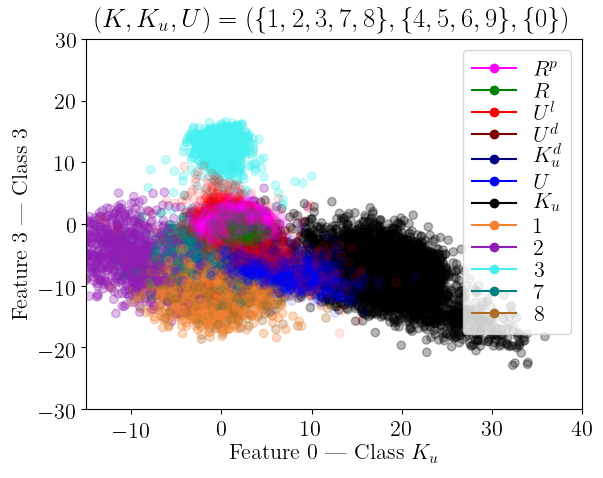 (K, K_u, U) = ({1, 2, 3, 7, 8}, {4, 5, 6, 9}, {0})
30
20
10
0
−10
−20
−30
Feature 3 — Class 3
R^p
R
U^l
U^d
K_u^d
U
K_u
1
2
3
7
8
−10
0
10
20
30
40
Feature 0 — Class K_u